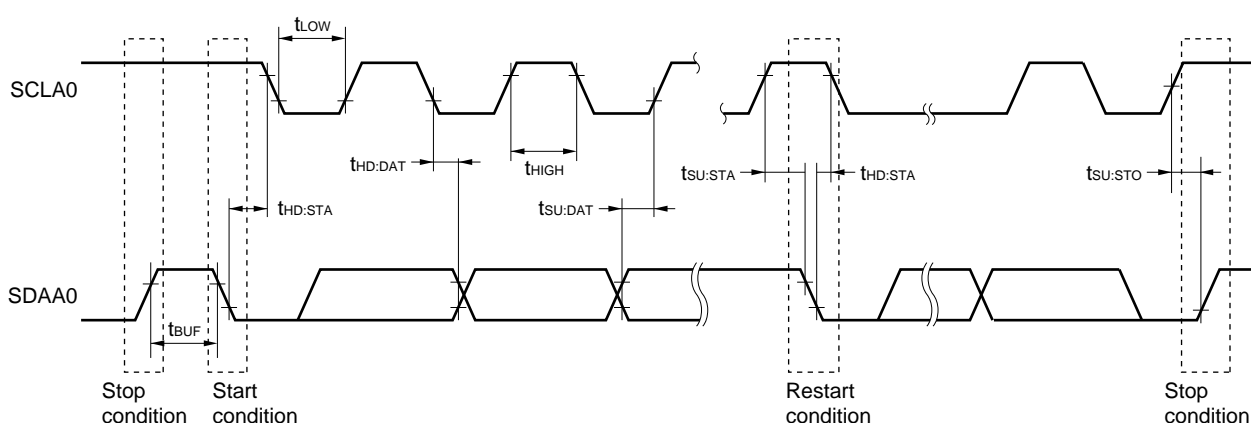 tLOW
SCLA0
tHD:DAT
tHIGH
tSU:STA
tHD:STA
tSU:STO
tHD:STA
tSU:DAT
SDAA0
tBUF
Stop
condition
Start
condition
Restart
condition
Stop
condition